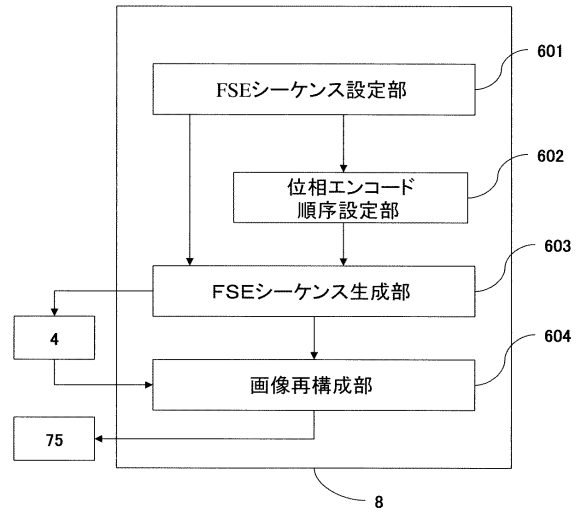 601
FSEシーケンス設定部
602
位相エンコード
順序設定部
603
FSEシーケンス生成部
4
604
画像再構成部
75
8